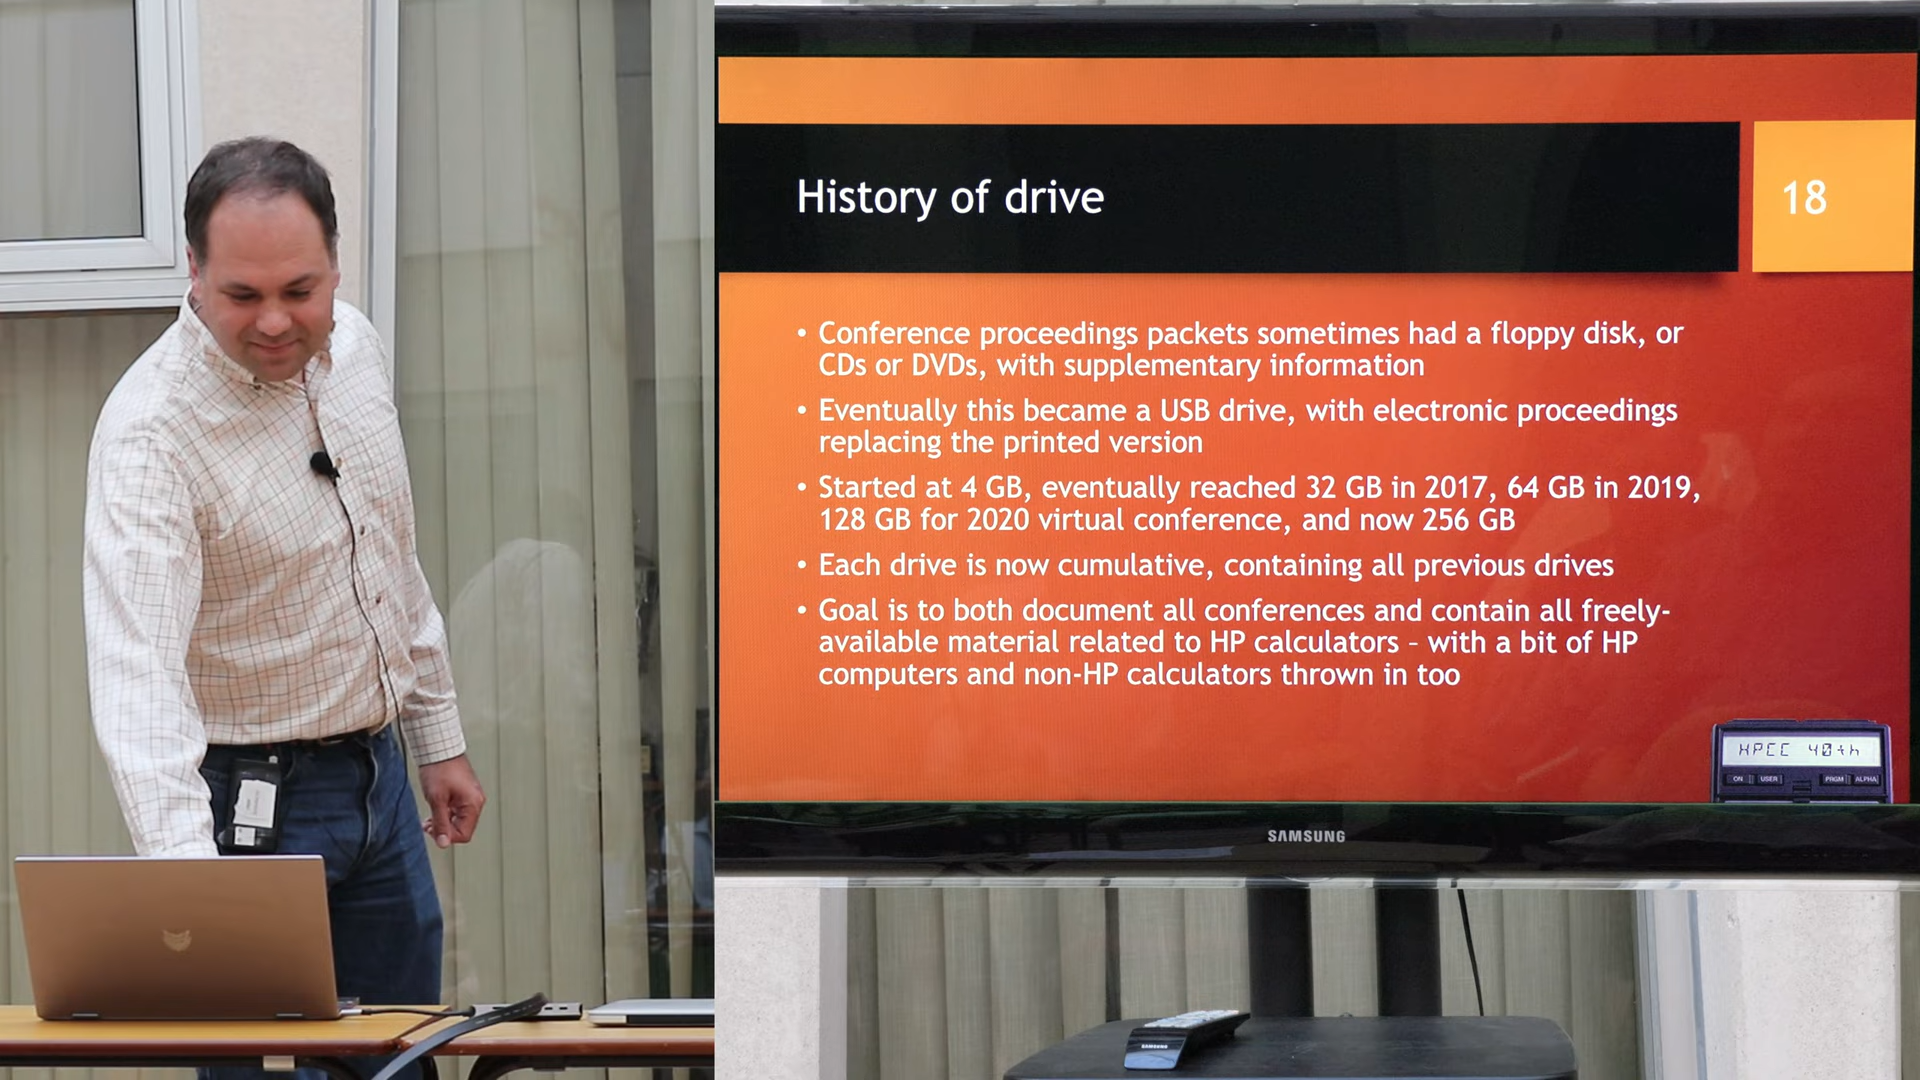 History of drive
18
• Conference proceedings packets sometimes had a floppy disk, or
CDs or DVDs, with supplementary information
• Eventually this became a USB drive, with electronic proceedings
replacing the printed version
• Started at 4 GB, eventually reached 32 GB in 2017, 64 GB in 2019,
128 GB for 2020 virtual conference, and now 256 GB
• Each drive is now cumulative, containing all previous drives
• Goal is to both document all conferences and contain all freely-
available material related to HP calculators – with a bit of HP
computers and non-HP calculators thrown in too
HPCC 40th
ON USER PRGM ALPHA
SAMSUNG
SAMSUNG